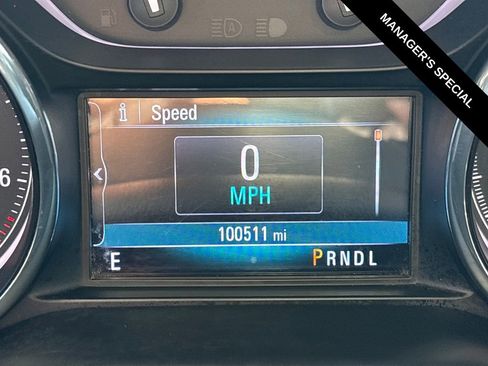 MANAGER'S SPECIAL
A
i Speed
0
MPH
100511 mi
E PRNDL
6